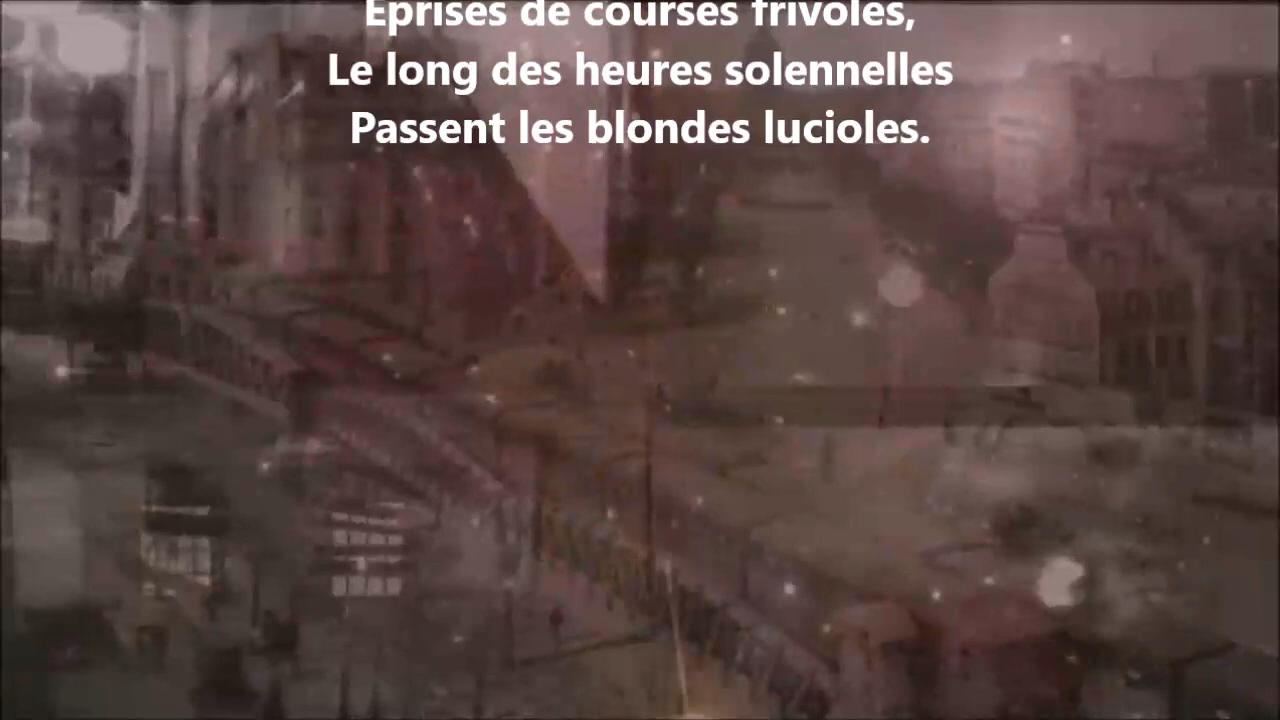 Éprises de courses frivoles,
Le long des heures solennelles
Passent les blondes lucioles.